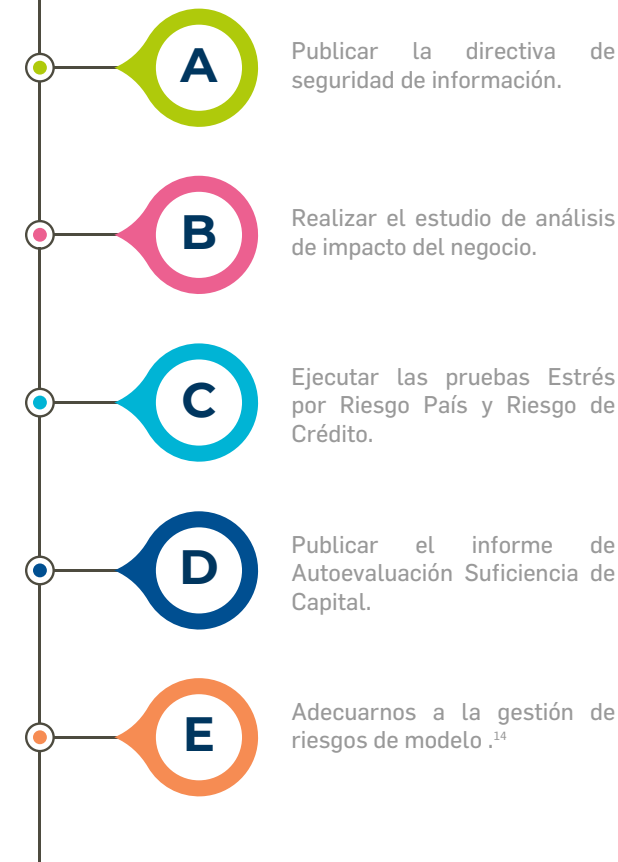 A
Publicar la directiva de
seguridad de información.
B
Realizar el estudio de análisis
de impacto del negocio.
C
Ejecutar las pruebas Estrés
por Riesgo País y Riesgo de
Crédito.
D
Publicar el informe de
Autoevaluación Suficiencia de
Capital.
E
Adecuarnos a la gestión de
riesgos de modelo .¹⁴